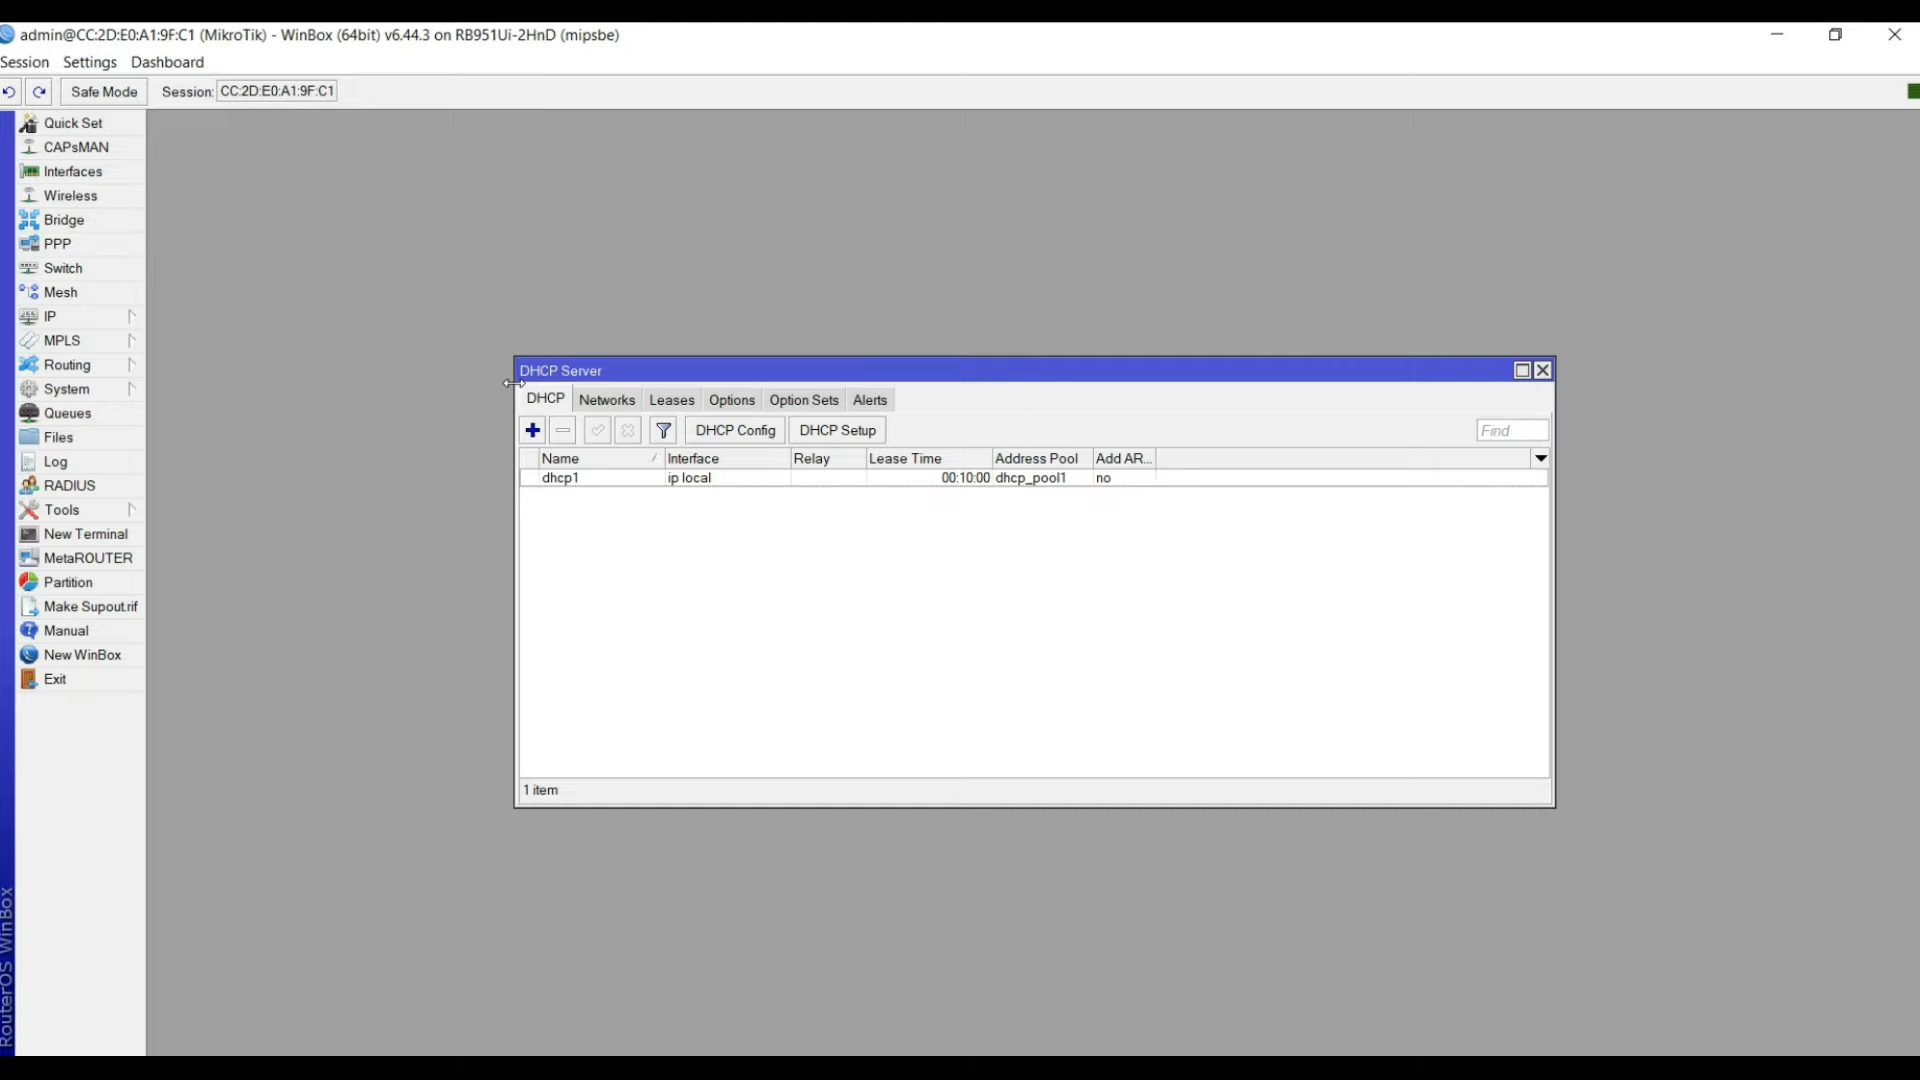 admin@CC:2D:E0:A1:9F:C1 (MikroTik) - WinBox (64bit) v6.44.3 on RB951Ui-2HnD (mipsbe)
Session Settings Dashboard
Safe Mode Session: CC:2D:E0:A1:9F:C1
Quick Set
CAPsMAN
Interfaces
Wireless
Bridge
PPP
Switch
Mesh
IP
MPLS
Routing
System
Queues
Files
Log
RADIUS
Tools
New Terminal
MetaROUTER
Partition
Make Supout.rif
Manual
New WinBox
Exit
RouterOS WinBox
DHCP Server
DHCP Networks Leases Options Option Sets Alerts
DHCP Config DHCP Setup Find
Name Interface Relay Lease Time Address Pool Add AR...
dhcp1 ip local 00:10:00 dhcp_pool1 no
1 item